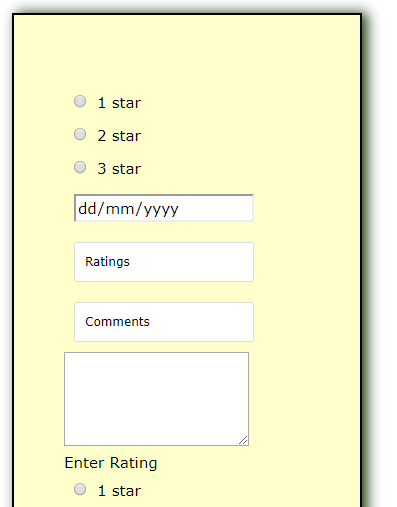 1 star
2 star
3 star
dd/mm/yyyy
Ratings
Comments
Enter Rating
1 star